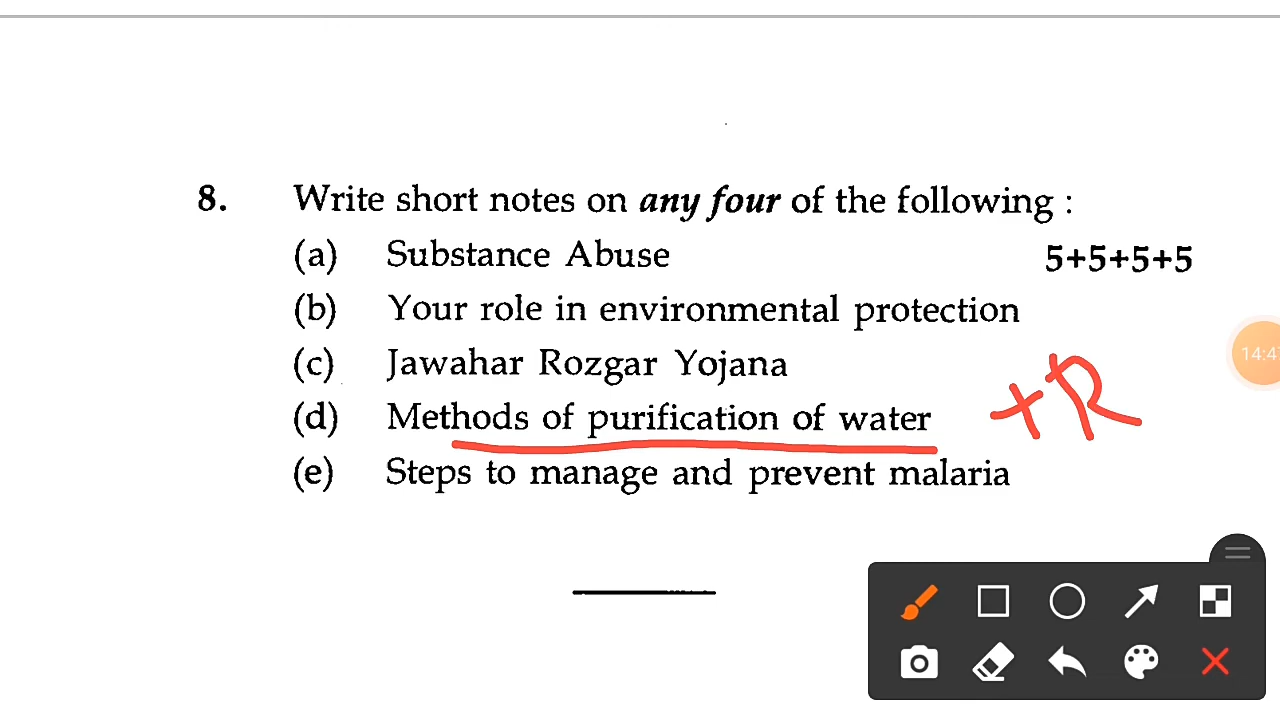 8. Write short notes on any four of the following :
(a) Substance Abuse 5+5+5+5
(b) Your role in environmental protection
(c) Jawahar Rozgar Yojana
(d) Methods of purification of water +R
(e) Steps to manage and prevent malaria